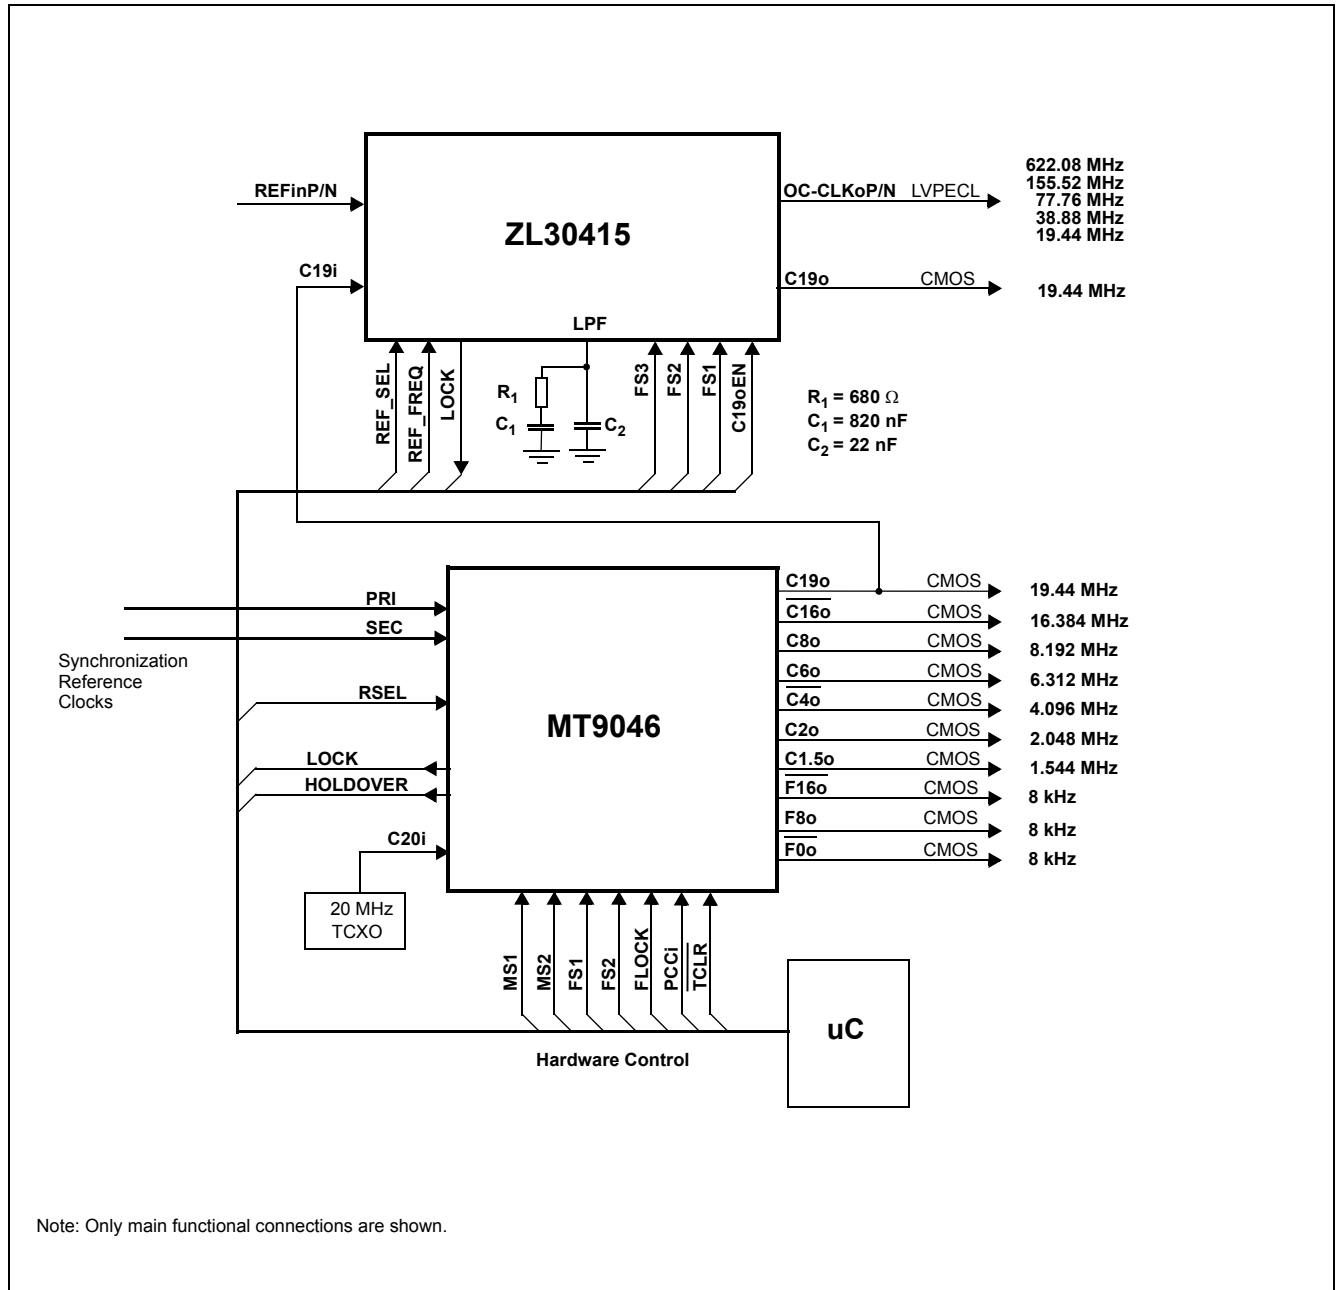 622.08 MHz
155.52 MHz
77.76 MHz
38.88 MHz
19.44 MHz
REFinP/N
OC-CLKoP/N LVPECL
ZL30415
C19i
C19o CMOS
19.44 MHz
LPF
REF_SEL
REF_FREQ
LOCK
R1
C1
C2
FS3
FS2
FS1
C19oEN
R1 = 680 Ω
C1 = 820 nF
C2 = 22 nF
C19o CMOS 19.44 MHz
PRI
C16o CMOS 16.384 MHz
SEC
C8o CMOS 8.192 MHz
Synchronization
Reference
Clocks
C6o CMOS 6.312 MHz
RSEL
C4o CMOS 4.096 MHz
MT9046
C2o CMOS 2.048 MHz
LOCK
C1.5o CMOS 1.544 MHz
HOLDOVER
F16o CMOS 8 kHz
F8o CMOS 8 kHz
C20i
F0o CMOS 8 kHz
20 MHz
TCXO
MS1
MS2
FS1
FS2
FLOCK
PCCi
TCLR
uC
Hardware Control
Note: Only main functional connections are shown.